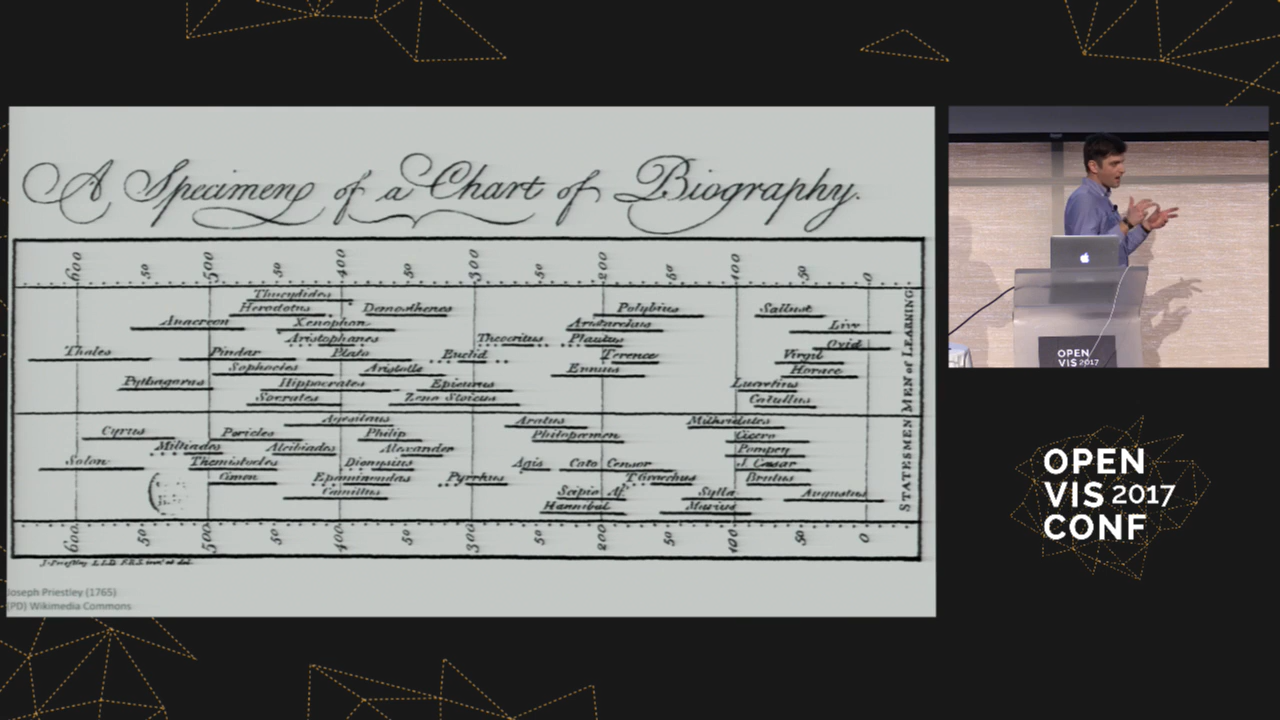 A Specimen of a Chart of Biography.
600 50 500 50 400 50 300 50 200 50 100 50 0
Thucydides
Herodotus Demosthenes Polybius Sallust
Anacreon Xenophon Aristarchus Livy
Aristophanes Theocritus Plautus Ovid
Thales Pindar Plato Euclid Terence Virgil
Sophocles Aristotle Ennius Horace
Pythagoras Hippocrates Epicurus Lucretius
Socrates Zeno Stoicus Catullus
MEN of LEARNING
Agesilaus Aratus Mithridates
Cyrus Pericles Philip Philopœmen Cicero
Miltiades Alcibiades Alexander Pompey
Solon Themistocles Dionysius Agis Cato Censor J. Cæsar
Cimon Epaminondas Pyrrhus T. Gracchus Brutus
Camillus Scipio Af. Sylla Augustus
Hannibal Marius
STATESMEN
600 50 500 50 400 50 300 50 200 50 100 50 0
J. Priestley L.L.D. F.R.S.
Joseph Priestley (1765)
(PD) Wikimedia Commons
OPEN
VIS 2017
OPEN
VIS 2017
CONF